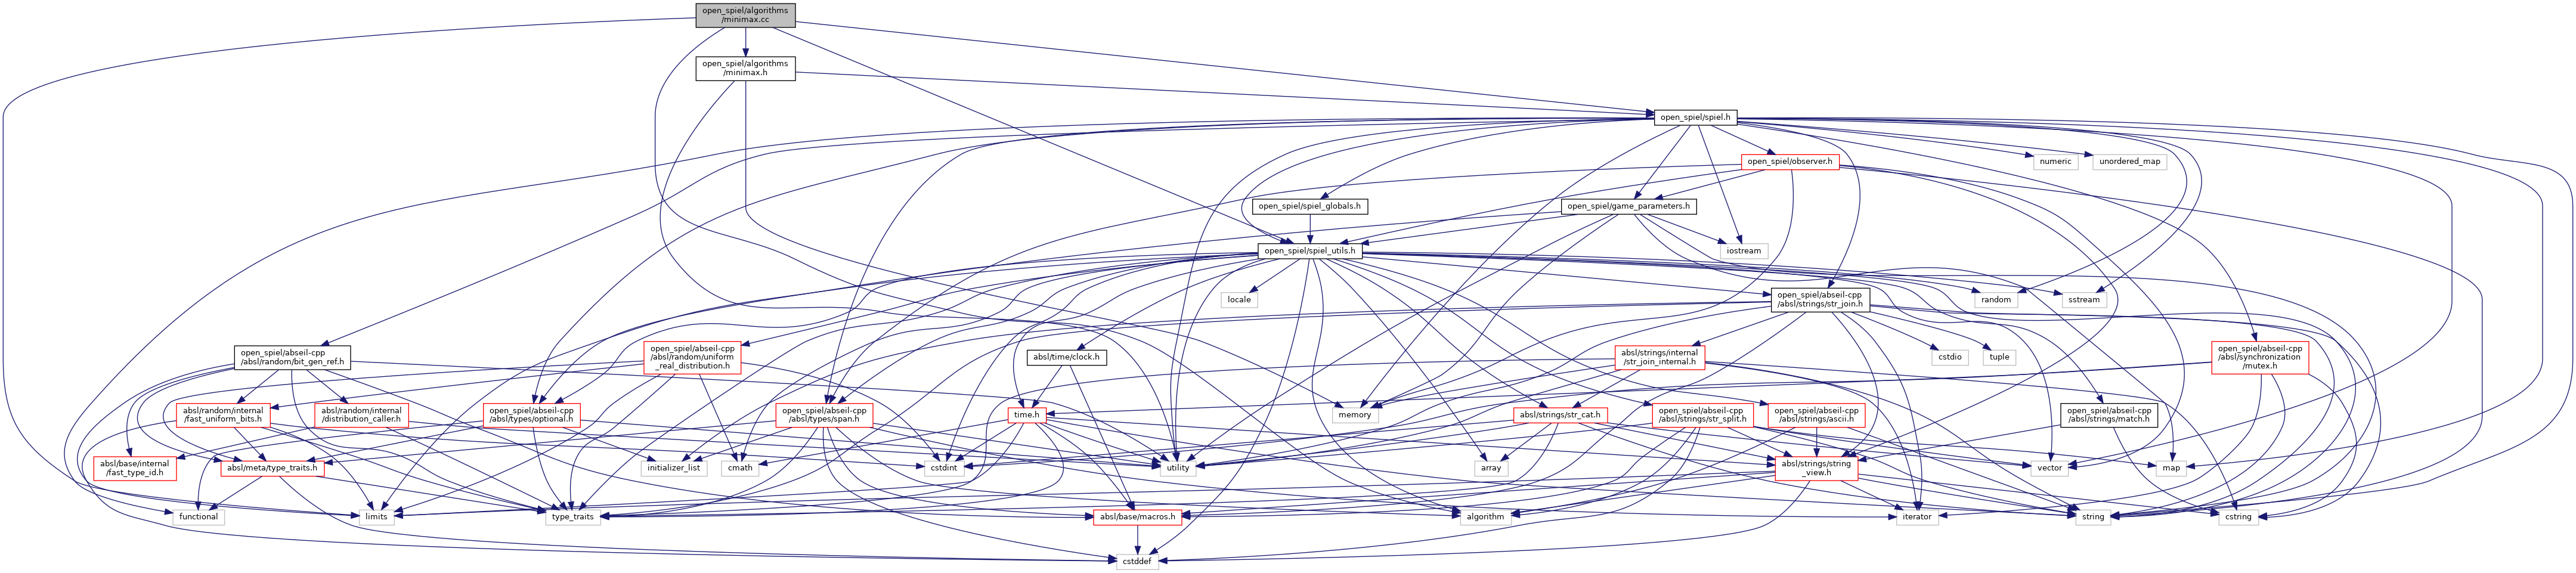 open_spiel/algorithms
/minimax.cc
open_spiel/algorithms
/minimax.h
open_spiel/spiel.h
open_spiel/observer.h
numeric
unordered_map
open_spiel/spiel_globals.h
open_spiel/game_parameters.h
open_spiel/spiel_utils.h
iostream
locale
open_spiel/abseil-cpp
/absl/strings/str_join.h
random
sstream
open_spiel/abseil-cpp
/absl/random/bit_gen_ref.h
open_spiel/abseil-cpp
/absl/random/uniform
_real_distribution.h
absl/time/clock.h
absl/strings/internal
/str_join_internal.h
cstdio
tuple
open_spiel/abseil-cpp
/absl/synchronization
/mutex.h
absl/random/internal
/fast_uniform_bits.h
absl/random/internal
/distribution_caller.h
open_spiel/abseil-cpp
/absl/types/optional.h
open_spiel/abseil-cpp
/absl/types/span.h
time.h
memory
absl/strings/str_cat.h
open_spiel/abseil-cpp
/absl/strings/str_split.h
open_spiel/abseil-cpp
/absl/strings/ascii.h
open_spiel/abseil-cpp
/absl/strings/match.h
absl/base/internal
/fast_type_id.h
absl/meta/type_traits.h
initializer_list
cmath
cstdint
utility
array
absl/strings/string
_view.h
vector
map
functional
limits
type_traits
algorithm
absl/base/macros.h
iterator
string
cstring
cstddef